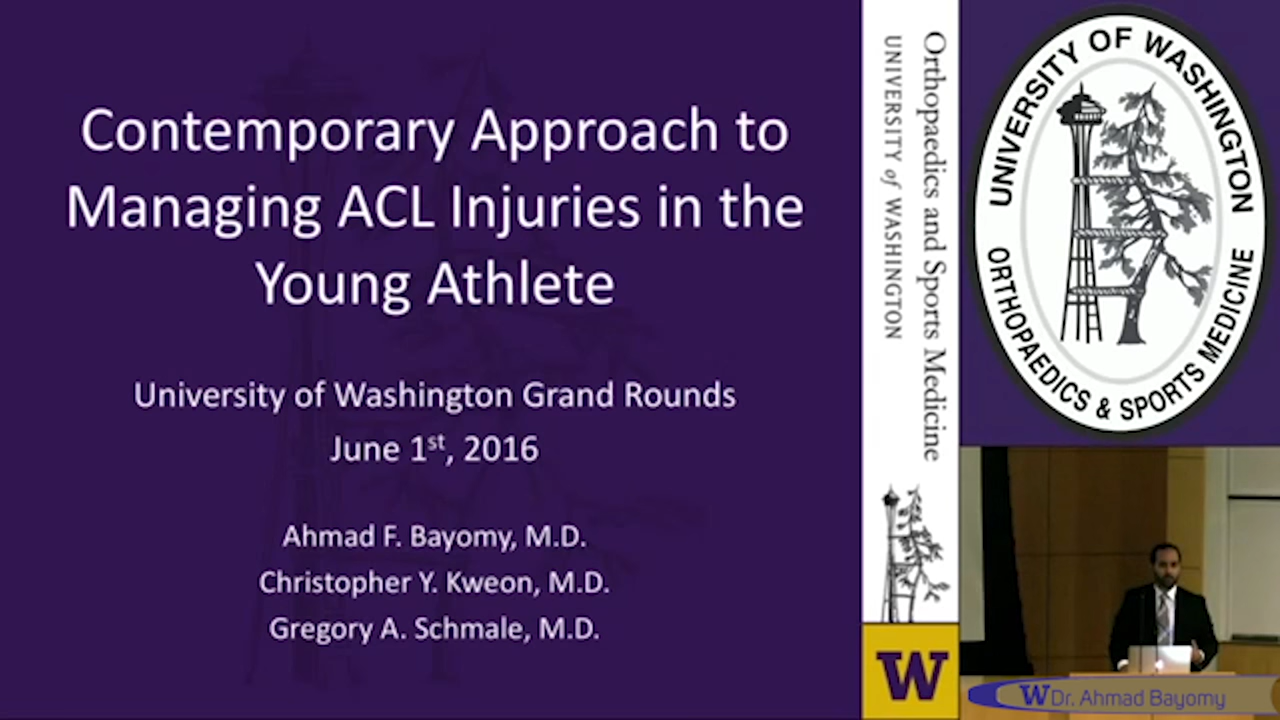 Contemporary Approach to
Managing ACL Injuries in the
Young Athlete
University of Washington Grand Rounds
June 1st, 2016
Ahmad F. Bayomy, M.D.
Christopher Y. Kweon, M.D.
Gregory A. Schmale, M.D.
Orthopaedics and Sports Medicine
UNIVERSITY of WASHINGTON
W
UNIVERSITY OF WASHINGTON
ORTHOPAEDICS & SPORTS MEDICINE
W Dr. Ahmad Bayomy